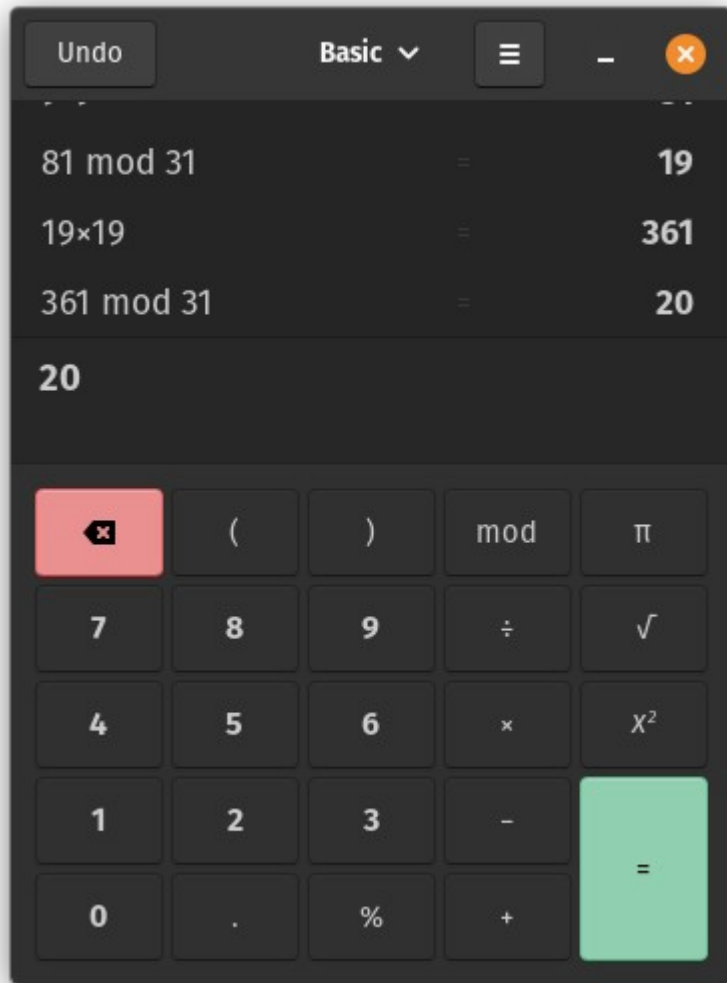 Undo Basic
81 mod 31 = 19
19×19 = 361
361 mod 31 = 20
20
( ) mod π
7 8 9 ÷ √
4 5 6 × X²
1 2 3 −
=
0 . % +